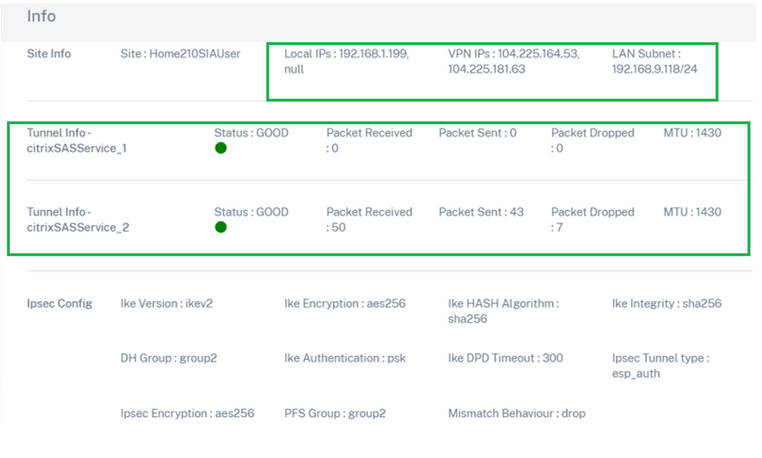 Info
Site Info Site : Home210SIAUser Local IPs : 192.168.1.199, VPN IPs : 104.225.164.53, LAN Subnet :
null 104.225.181.63 192.168.9.118/24
Tunnel Info - Status : GOOD Packet Received Packet Sent : 0 Packet Dropped MTU : 1430
citrixSASService_1 : 0 : 0
Tunnel Info - Status : GOOD Packet Received Packet Sent : 43 Packet Dropped MTU : 1430
citrixSASService_2 : 50 : 7
Ipsec Config Ike Version : ikev2 Ike Encryption : aes256 Ike HASH Algorithm : Ike Integrity : sha256
sha256
DH Group : group2 Ike Authentication : psk Ike DPD Timeout : 300 Ipsec Tunnel type :
esp_auth
Ipsec Encryption : aes256 PFS Group : group2 Mismatch Behaviour : drop